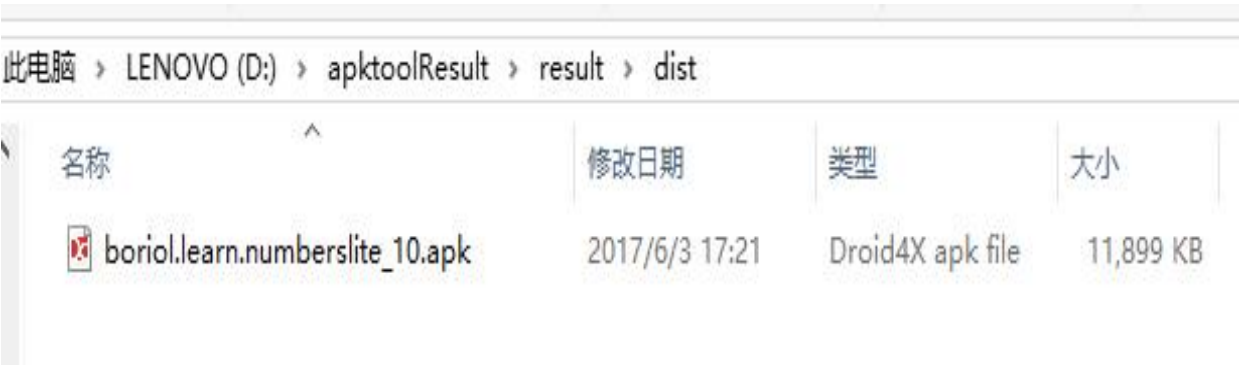 此电脑 > LENOVO (D:) > apktoolResult > result > dist
名称 修改日期 类型 大小
boriol.learn.numberslite_10.apk 2017/6/3 17:21 Droid4X apk file 11,899 KB